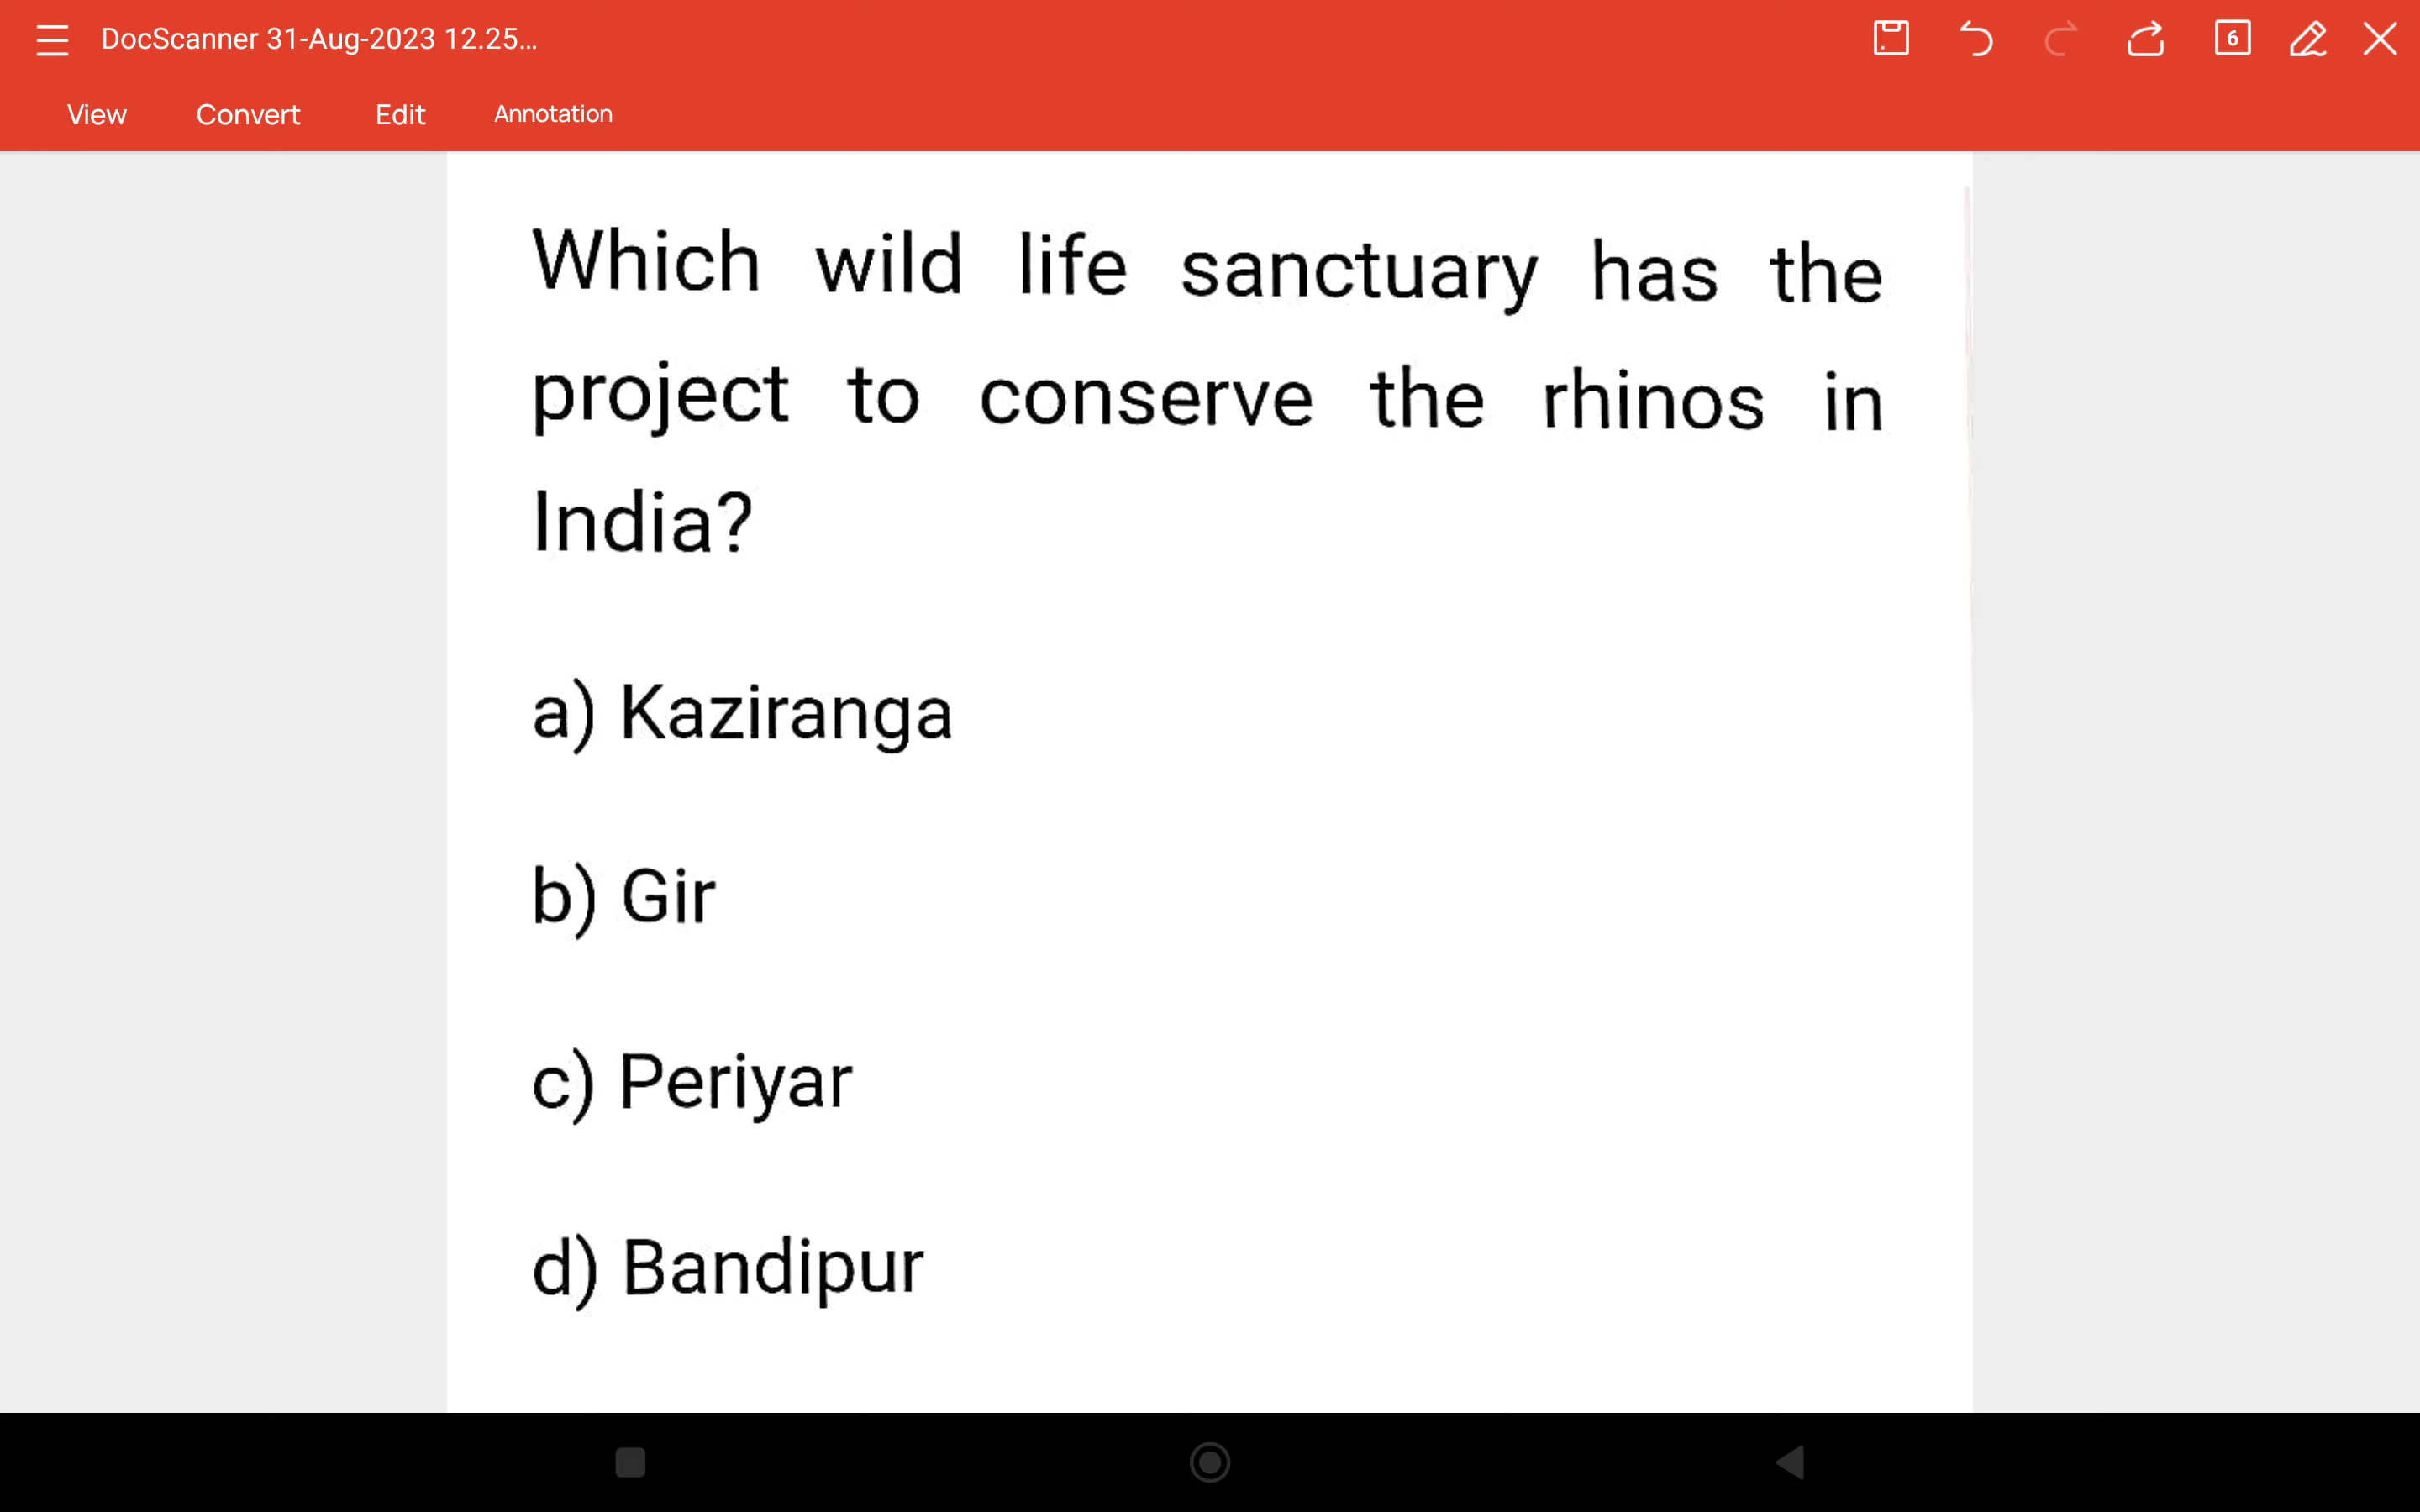 DocScanner 31-Aug-2023 12.25...
6
View Convert Edit Annotation
Which wild life sanctuary has the
project to conserve the rhinos in
India?
a) Kaziranga
b) Gir
c) Periyar
d) Bandipur